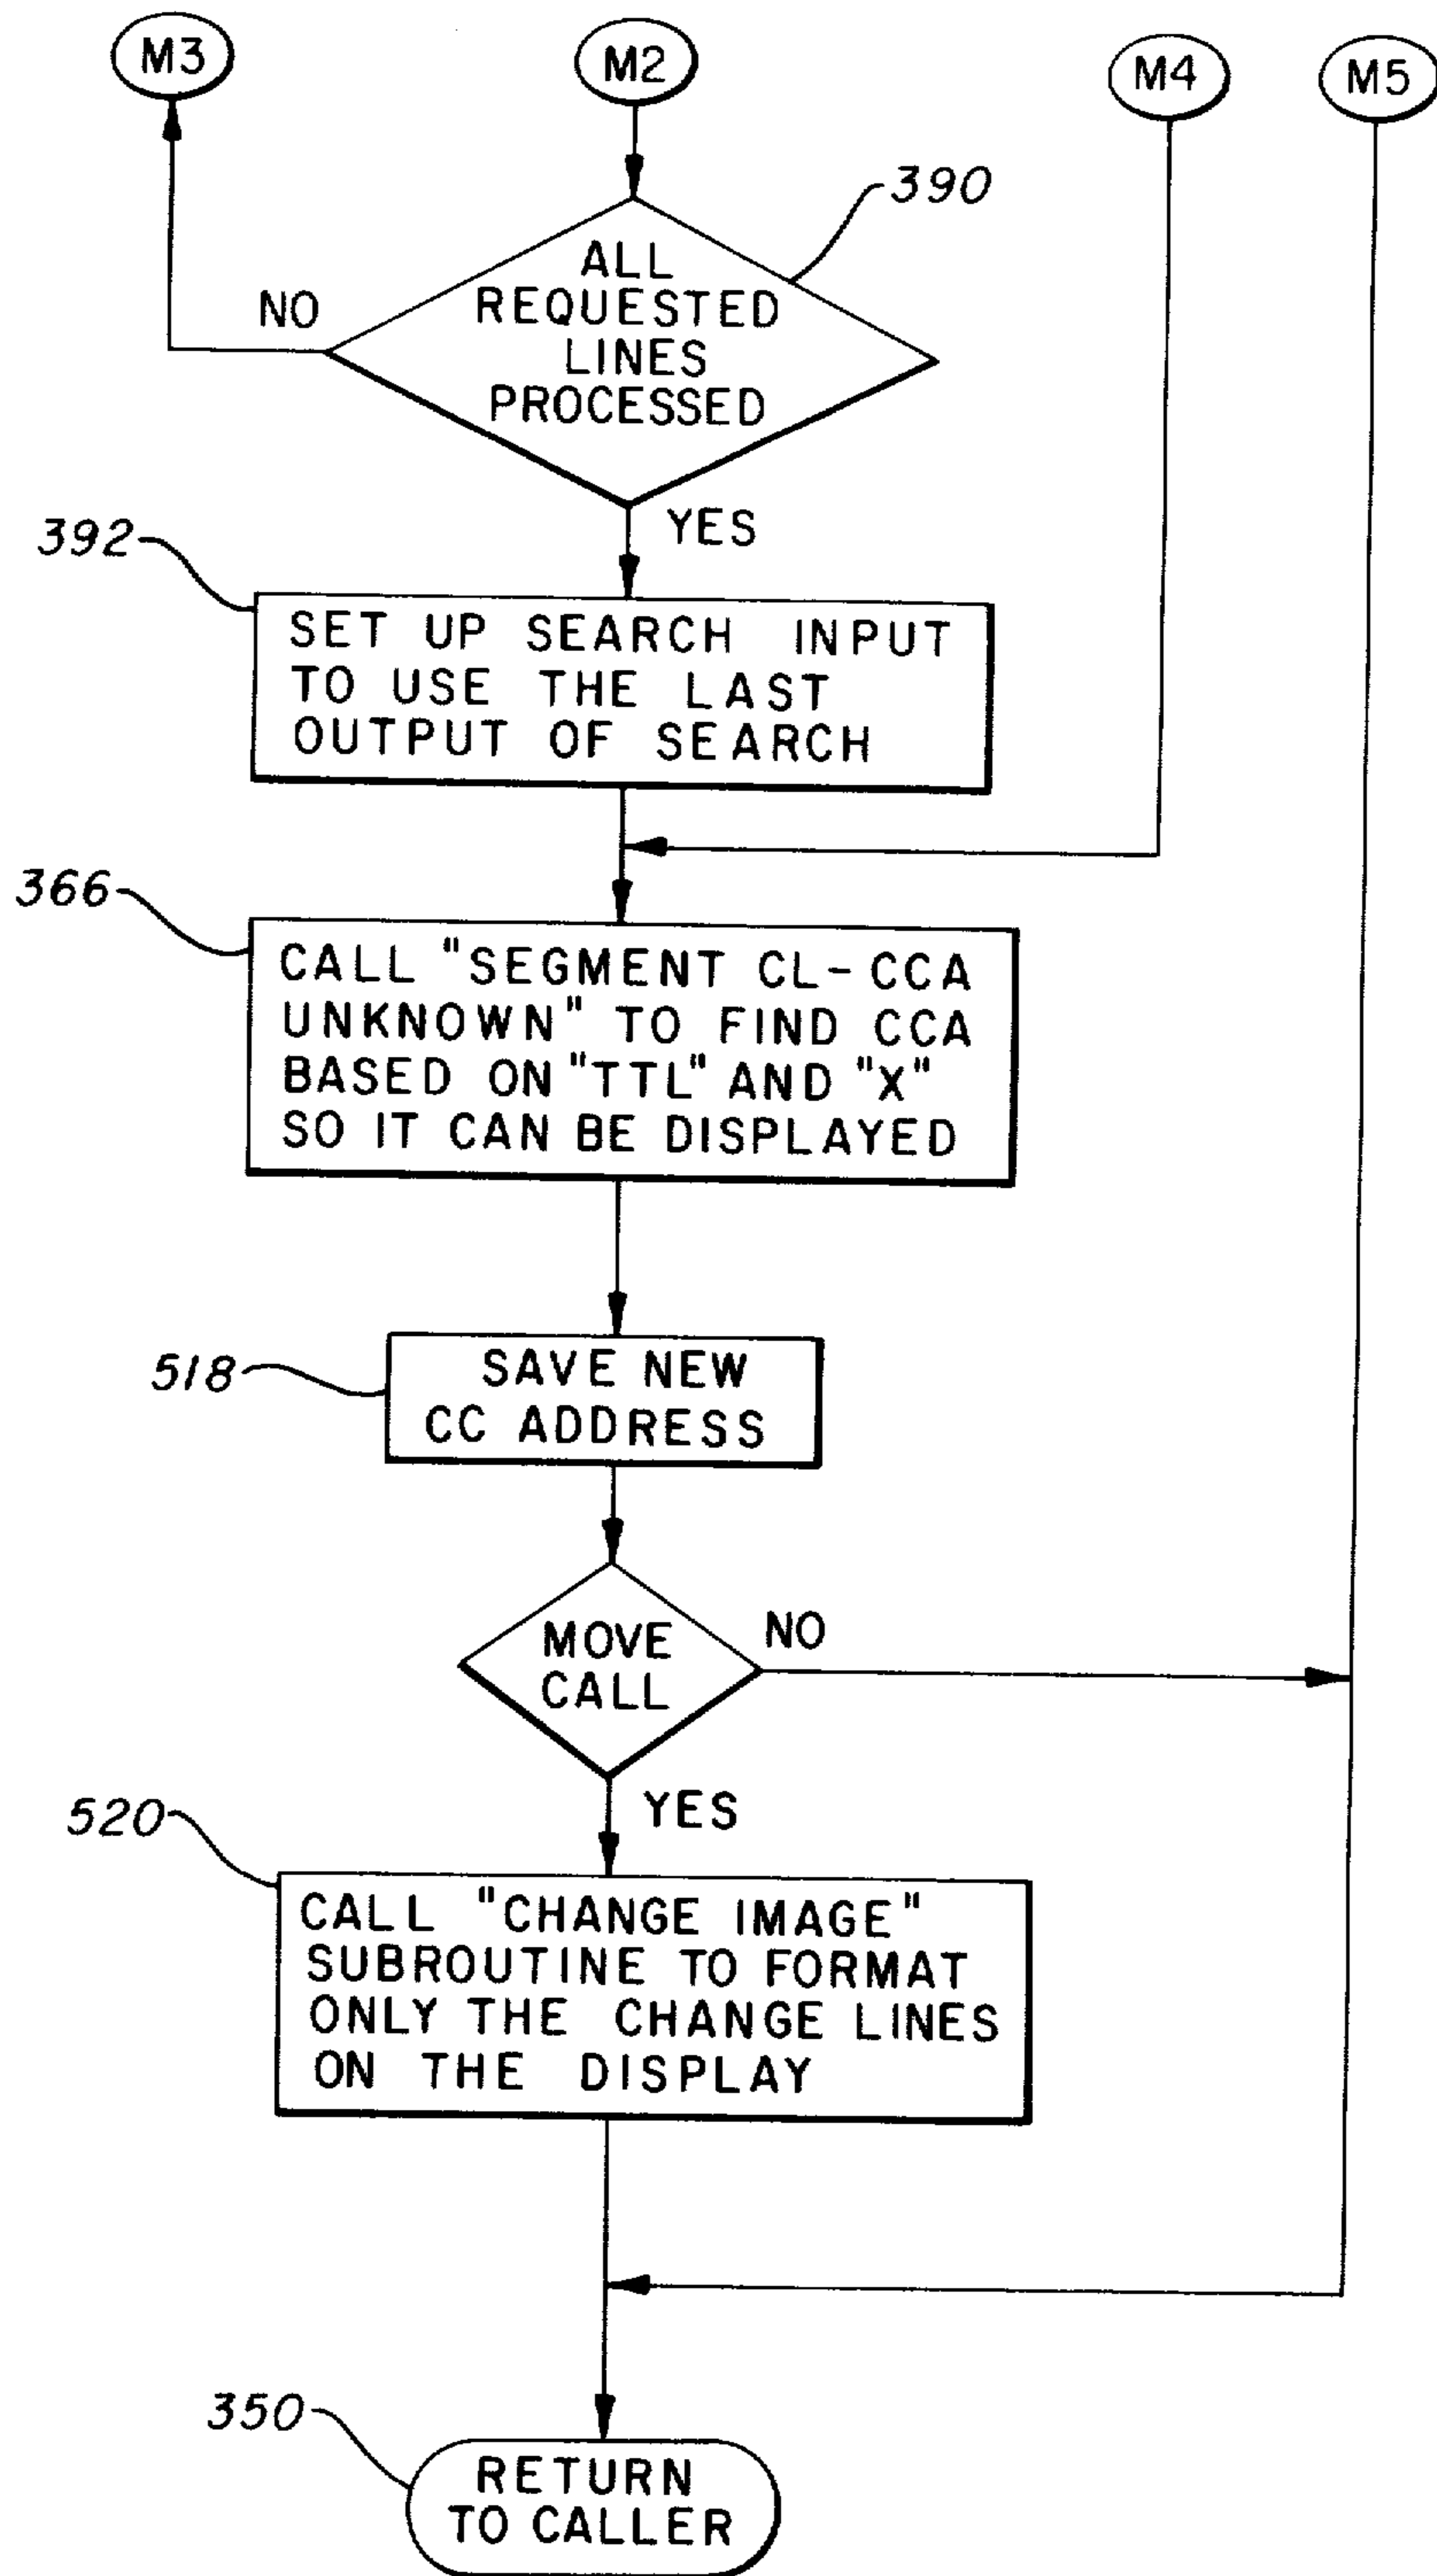 M3
M2
M4
M5
390
ALL
REQUESTED
LINES
PROCESSED
NO
YES
392
SET UP SEARCH INPUT
TO USE THE LAST
OUTPUT OF SEARCH
366
CALL "SEGMENT CL-CCA
UNKNOWN" TO FIND CCA
BASED ON "TTL" AND "X"
SO IT CAN BE DISPLAYED
518
SAVE NEW
CC ADDRESS
MOVE
CALL
NO
YES
520
CALL "CHANGE IMAGE"
SUBROUTINE TO FORMAT
ONLY THE CHANGE LINES
ON THE DISPLAY
350
RETURN
TO CALLER